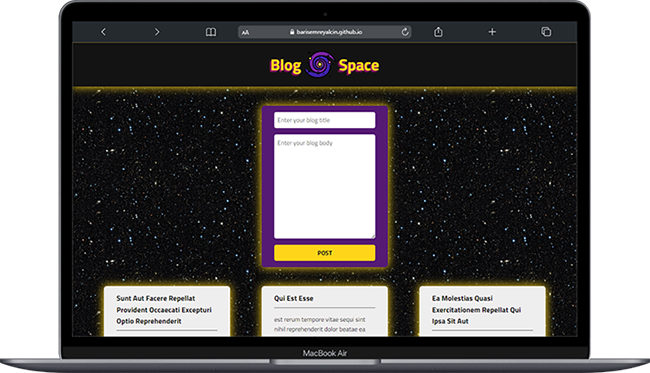 AA barisemreyalcin.github.io
Blog Space
Enter your blog title
Enter your blog body
POST
Sunt Aut Facere Repellat
Provident Occaecati Excepturi
Optio Reprehenderit
Qui Est Esse
est rerum tempore vitae sequi sint
nihil reprehenderit dolor beatae ea
Ea Molestias Quasi
Exercitationem Repellat Qui
Ipsa Sit Aut
MacBook Air